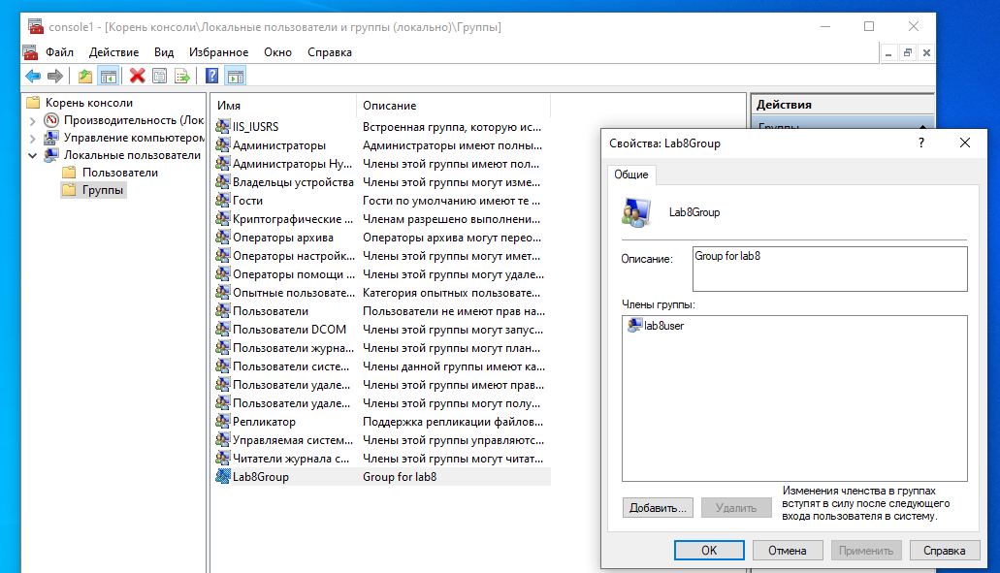 console1 - [Корень консоли\Локальные пользователи и группы (локально)\Группы]
Файл Действие Вид Избранное Окно Справка
Корень консоли
Производительность (Лок
Управление компьютером
Локальные пользователи
Пользователи
Группы
Имя Описание
IIS_IUSRS Встроенная группа, которую ис...
Администраторы Администраторы имеют полны...
Администраторы Hy... Члены этой группы имеют пол...
Владельцы устройства Члены этой группы могут изме...
Гости Гости по умолчанию имеют те ...
Криптографические ... Членам разрешено выполнени...
Операторы архива Операторы архива могут перео...
Операторы настройк... Члены этой группы могут имет...
Операторы помощи ... Члены этой группы могут удале...
Опытные пользовате... Категория опытных пользовате...
Пользователи Пользователи не имеют прав на...
Пользователи DCOM Члены этой группы могут запус...
Пользователи журна... Члены этой группы могут план...
Пользователи систе... Члены данной группы имеют ка...
Пользователи удале... Члены этой группы имеют прав...
Пользователи удале... Члены этой группы могут полу...
Репликатор Поддержка репликации файлов...
Управляемая систем... Члены этой группы управляютс...
Читатели журнала с... Члены этой группы могут читат...
Lab8Group Group for lab8
Действия
Группы
Свойства: Lab8Group
Общие
Lab8Group
Описание: Group for lab8
Члены группы:
lab8user
Добавить... Удалить
Изменения членства в группах
вступят в силу после следующего
входа пользователя в систему.
OK Отмена Применить Справка